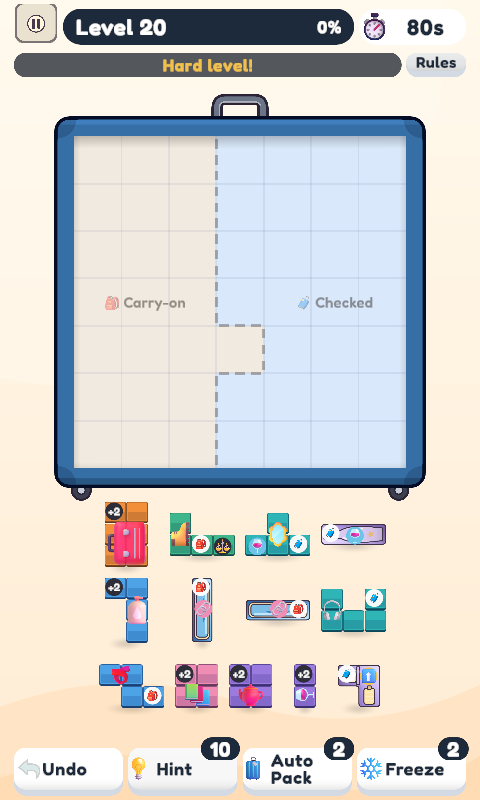 Level 20
0%
80s
Hard level!
Rules
Carry-on
Checked
+2
+2
+2
+2
+2
Undo
Hint
10
Auto Pack
2
Freeze
2